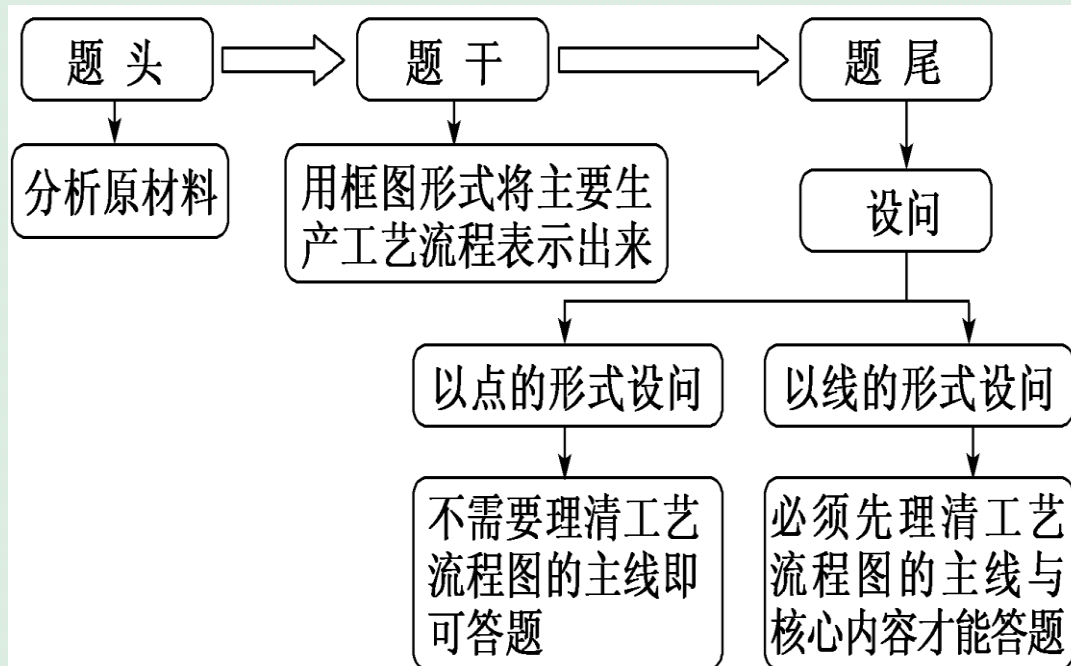 题 头
题 干
题 尾
分析原材料
用框图形式将主要生
产工艺流程表示出来
设问
以点的形式设问
以线的形式设问
不需要理清工艺
流程图的主线即
可答题
必须先理清工艺
流程图的主线与
核心内容才能答题